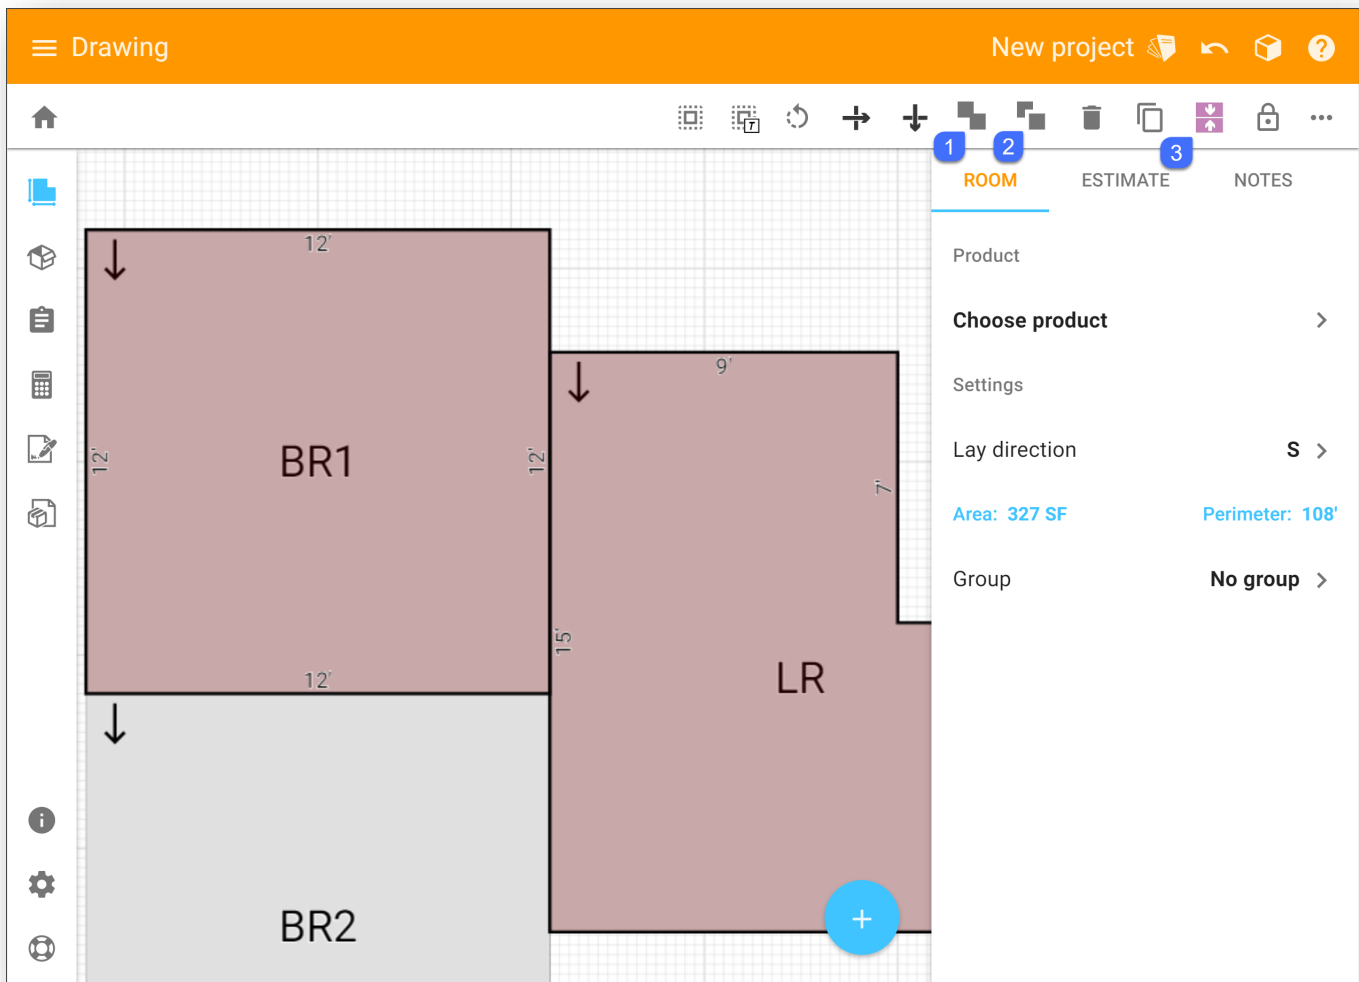 Drawing
New project
?
T
1
2
3
ROOM
ESTIMATE
NOTES
Product
Choose product
Settings
Lay direction
S
Area: 327 SF
Perimeter: 108'
Group
No group
12'
12'
BR1
12'
12'
9'
7'
15'
LR
BR2
+